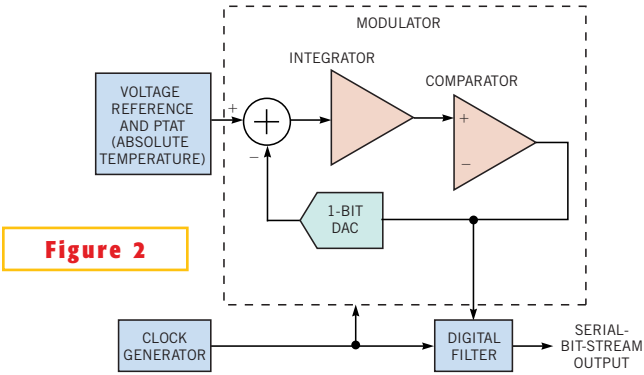 MODULATOR
INTEGRATOR
COMPARATOR
VOLTAGE
REFERENCE
AND PTAT
(ABSOLUTE
TEMPERATURE)
+
−
+
−
1-BIT
DAC
Figure 2
CLOCK
GENERATOR
DIGITAL
FILTER
SERIAL-
BIT-STREAM
OUTPUT